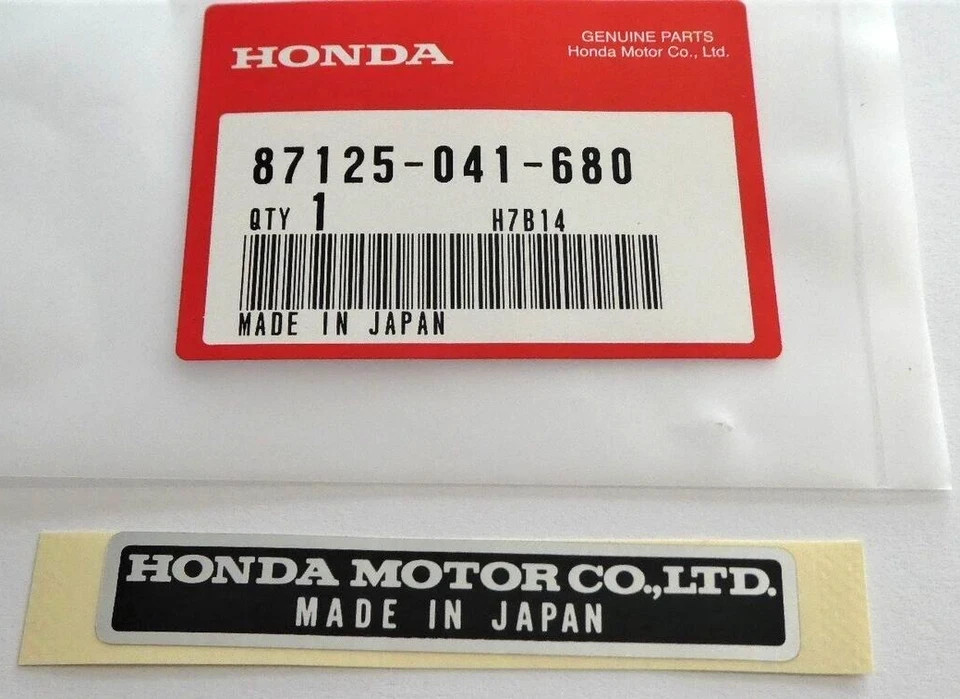 HONDA
GENUINE PARTS
Honda Motor Co., Ltd.
87125-041-680
QTY 1 H7B14
MADE IN JAPAN
HONDA MOTOR CO.,LTD.
MADE IN JAPAN